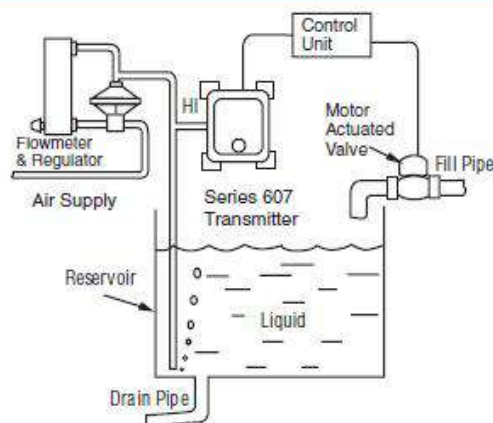 Control
Unit
HI
Motor
Actuated
Valve
Fill Pipe
Flowmeter
& Regulator
Air Supply
Series 607
Transmitter
Reservoir
Liquid
Drain Pipe